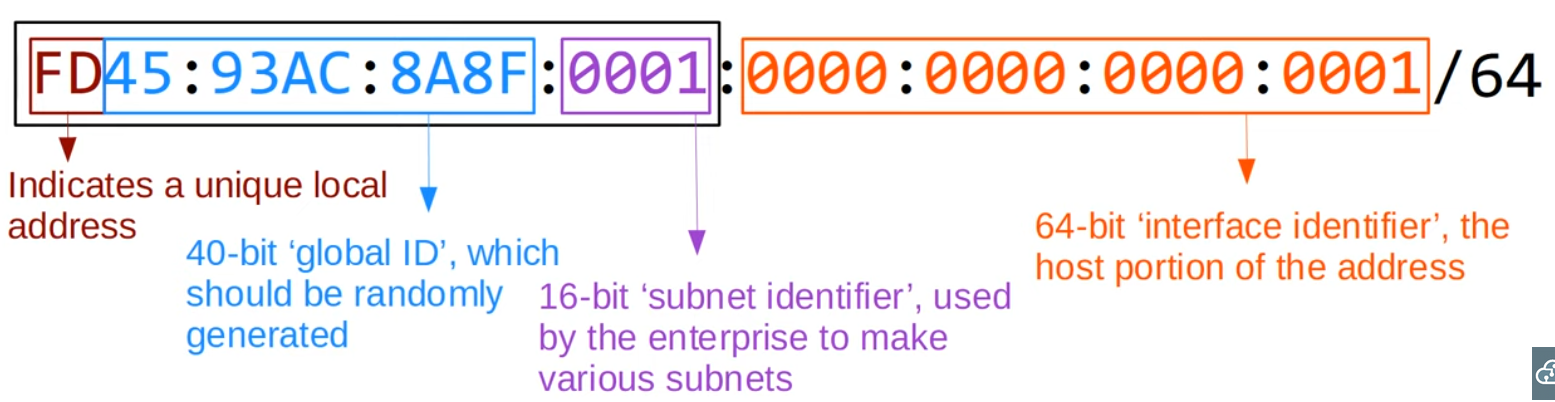 FD45:93AC:8A8F:0001:0000:0000:0000:0001/64
Indicates a unique local
address
40-bit ‘global ID’, which
should be randomly
generated
16-bit ‘subnet identifier’, used
by the enterprise to make
various subnets
64-bit ‘interface identifier’, the
host portion of the address